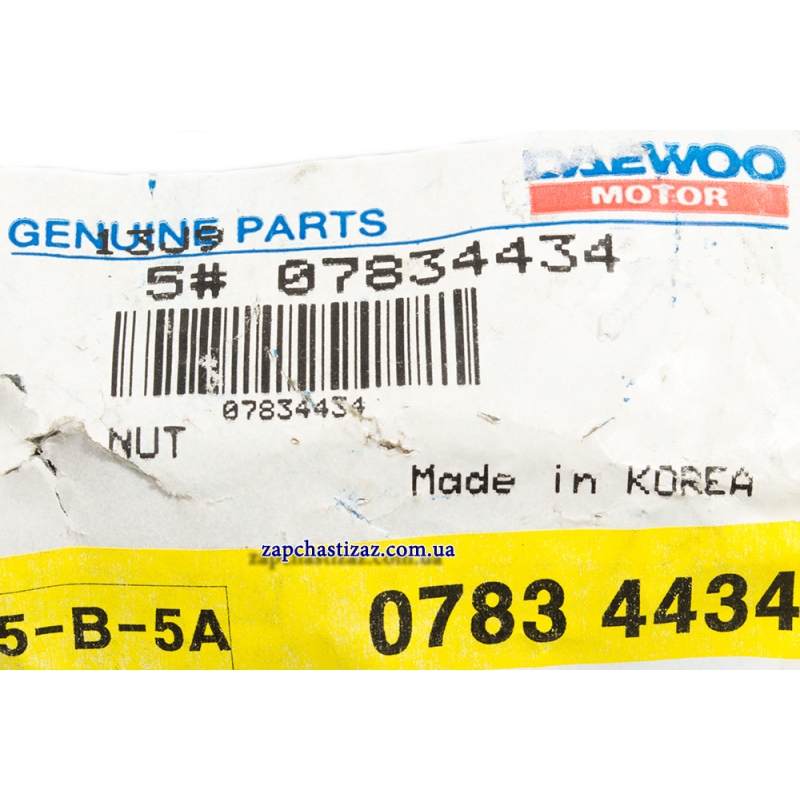 DAEWOO
MOTOR
GENUINE PARTS
5# 07834434
07834434
NUT
Made in KOREA
zapchastizaz.com.ua
5-B-5A
0783 4434